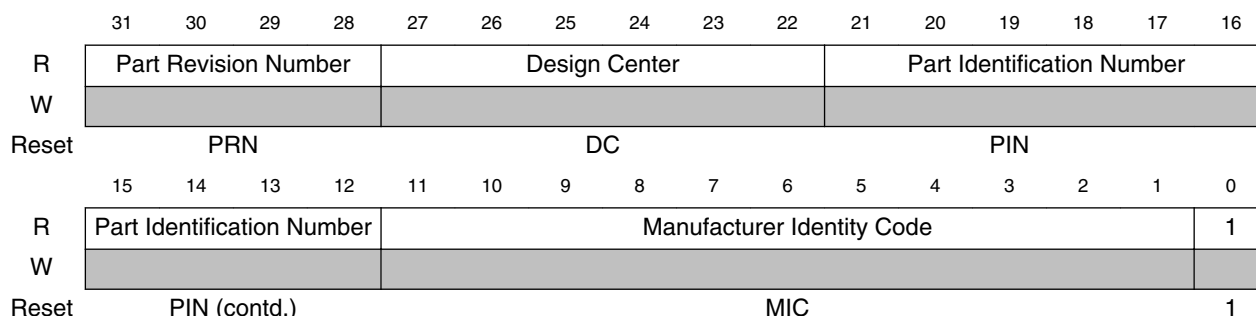 31 30 29 28 27 26 25 24 23 22 21 20 19 18 17 16
R Part Revision Number Design Center Part Identification Number
W
Reset PRN DC PIN
15 14 13 12 11 10 9 8 7 6 5 4 3 2 1 0
R Part Identification Number Manufacturer Identity Code 1
W
Reset PIN (contd.) MIC 1